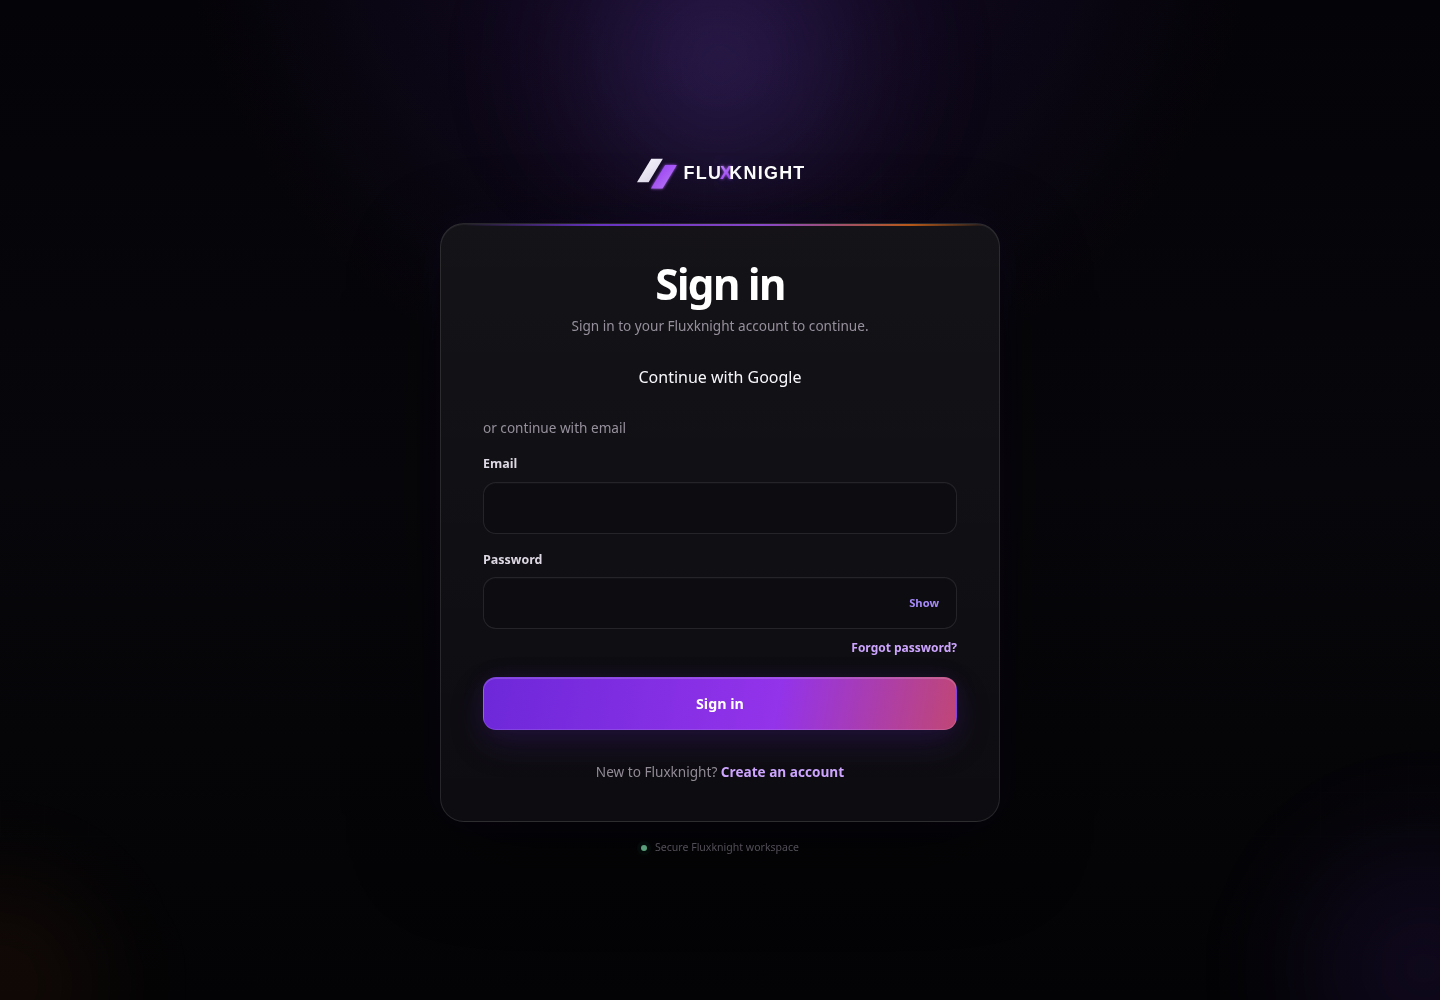 FLUXKNIGHT
Sign in
Sign in to your Fluxknight account to continue.
Continue with Google
or continue with email
Email
Password
Show
Forgot password?
Sign in
New to Fluxknight? Create an account
Secure Fluxknight workspace